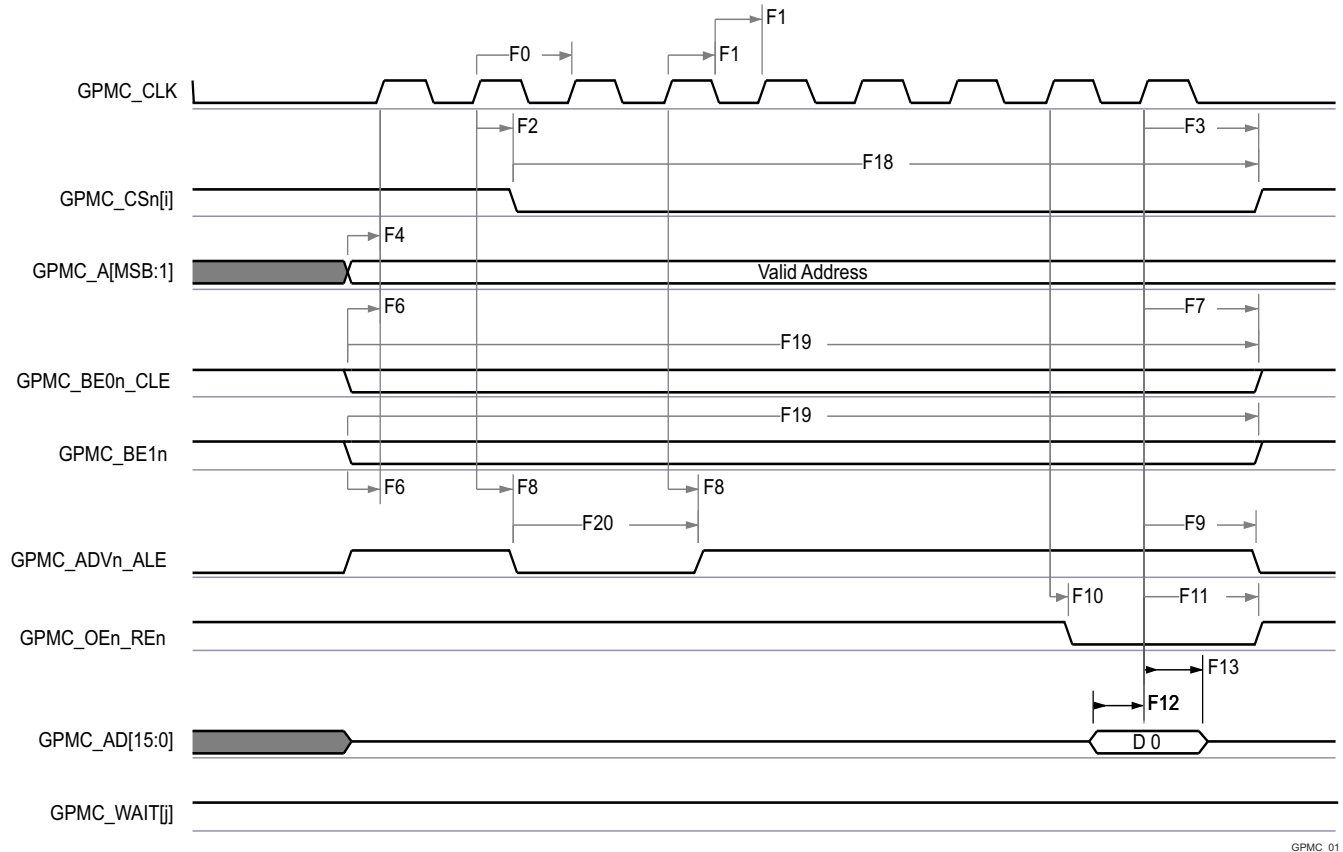 F1
F0
F1
GPMC_CLK
F2
F3
F18
GPMC_CSn[i]
F4
GPMC_A[MSB:1]
Valid Address
F6
F7
F19
GPMC_BE0n_CLE
F19
GPMC_BE1n
F6
F8
F8
F20
F9
GPMC_ADVn_ALE
F10
F11
GPMC_OEn_REn
F13
F12
GPMC_AD[15:0]
D 0
GPMC_WAIT[j]
GPMC_01